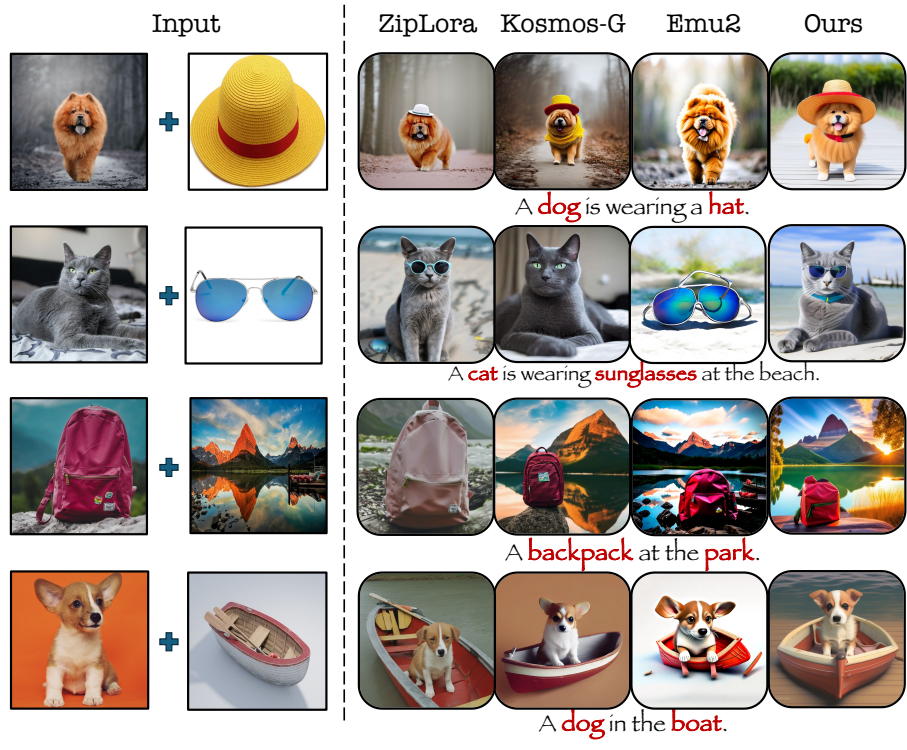 Input ZipLora Kosmos-G Emu2 Ours
A dog is wearing a hat.
A cat is wearing sunglasses at the beach.
A backpack at the park.
A dog in the boat.